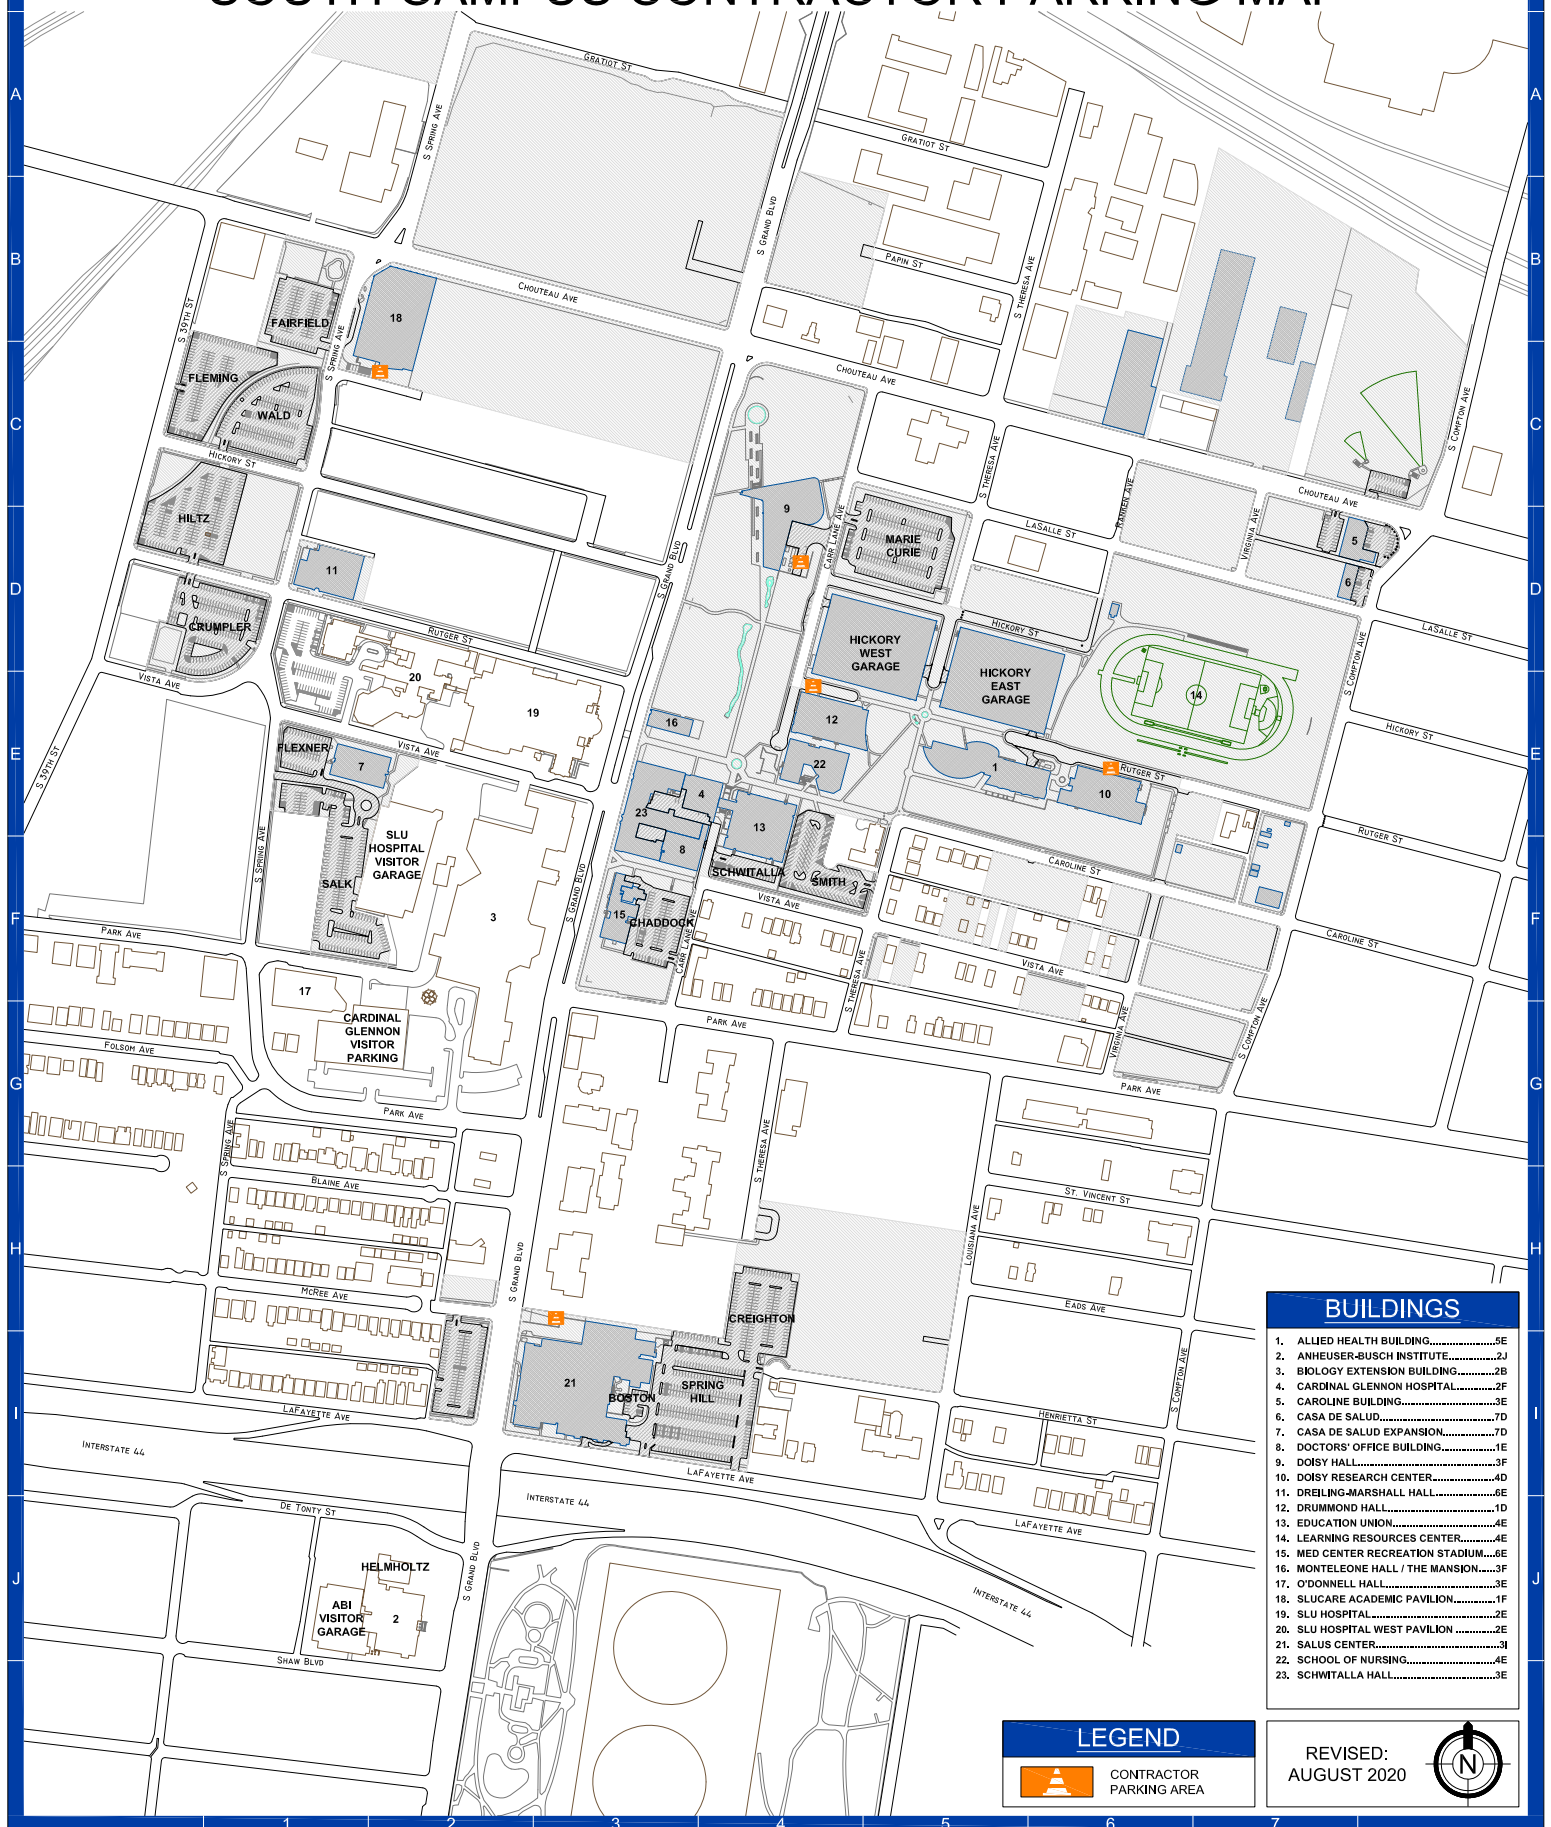 SOUTH CAMPUS CONTRACTOR PARKING MAP
A
A
GRATIOT ST
S SPRING AVE
GRATIOT ST
S GRAND BLVD
B
B
PAPIN ST
S THERESA AVE
CHOUTEAU AVE
S 39TH ST
FAIRFIELD
18
S SPRING AVE
FLEMING
CHOUTEAU AVE
WALD
S COMPTON AVE
C
C
HICKORY ST
S THERESA AVE
RANKEN AVE
CHOUTEAU AVE
HILTZ
9
CARR LANE AVE
LASALLE ST
VIRGINIA AVE
MARIE
CURIE
5
S GRAND BLVD
11
6
D
D
CRUMPLER
RUTGER ST
HICKORY
WEST
GARAGE
HICKORY ST
LASALLE ST
HICKORY
EAST
GARAGE
VISTA AVE
20
19
14
S COMPTON AVE
16
12
HICKORY ST
FLEXNER
VISTA AVE
E
E
S 39TH ST
7
22
1
RUTGER ST
4
10
23
13
SLU
HOSPITAL
VISITOR
GARAGE
8
RUTGER ST
S SPRING AVE
CAROLINE ST
SCHWITALLA
SMITH
SALK
S GRAND BLVD
VISTA AVE
F
F
3
15
CHADDOCK
PARK AVE
CAROLINE ST
CARR LANE AVE
S THERESA AVE
VISTA AVE
17
CARDINAL
GLENNON
VISITOR
PARKING
PARK AVE
VIRGINIA AVE
S COMPTON AVE
FOLSOM AVE
G
G
PARK AVE
PARK AVE
S SPRING AVE
S THERESA AVE
BLAINE AVE
ST. VINCENT ST
H
H
S GRAND BLVD
LOUISIANA AVE
MCREE AVE
EADS AVE
CREIGHTON
21
BOSTON
SPRING
HILL
S COMPTON AVE
I
I
LAFAYETTE AVE
HENRIETTA ST
INTERSTATE 44
LAFAYETTE AVE
INTERSTATE 44
DE TONTY ST
LAFAYETTE AVE
S GRAND BLVD
HELMHOLTZ
J
J
INTERSTATE 44
ABI
VISITOR
GARAGE
2
SHAW BLVD
BUILDINGS
1. ALLIED HEALTH BUILDING 5E
2. ANHEUSER-BUSCH INSTITUTE 2J
3. BIOLOGY EXTENSION BUILDING 2B
4. CARDINAL GLENNON HOSPITAL 2F
5. CAROLINE BUILDING 3E
6. CASA DE SALUD 7D
7. CASA DE SALUD EXPANSION 7D
8. DOCTORS' OFFICE BUILDING 1E
9. DOISY HALL 3F
10. DOISY RESEARCH CENTER 4D
11. DREILING-MARSHALL HALL 6E
12. DRUMMOND HALL 1D
13. EDUCATION UNION 4E
14. LEARNING RESOURCES CENTER 4E
15. MED CENTER RECREATION STADIUM 6E
16. MONTELEONE HALL / THE MANSION 3F
17. O'DONNELL HALL 3E
18. SLUCARE ACADEMIC PAVILION 1F
19. SLU HOSPITAL 2E
20. SLU HOSPITAL WEST PAVILION 2E
21. SALUS CENTER 3I
22. SCHOOL OF NURSING 4E
23. SCHWITALLA HALL 3E
LEGEND
CONTRACTOR
PARKING AREA
REVISED:
AUGUST 2020
N
1 2 3 4 5 6 7